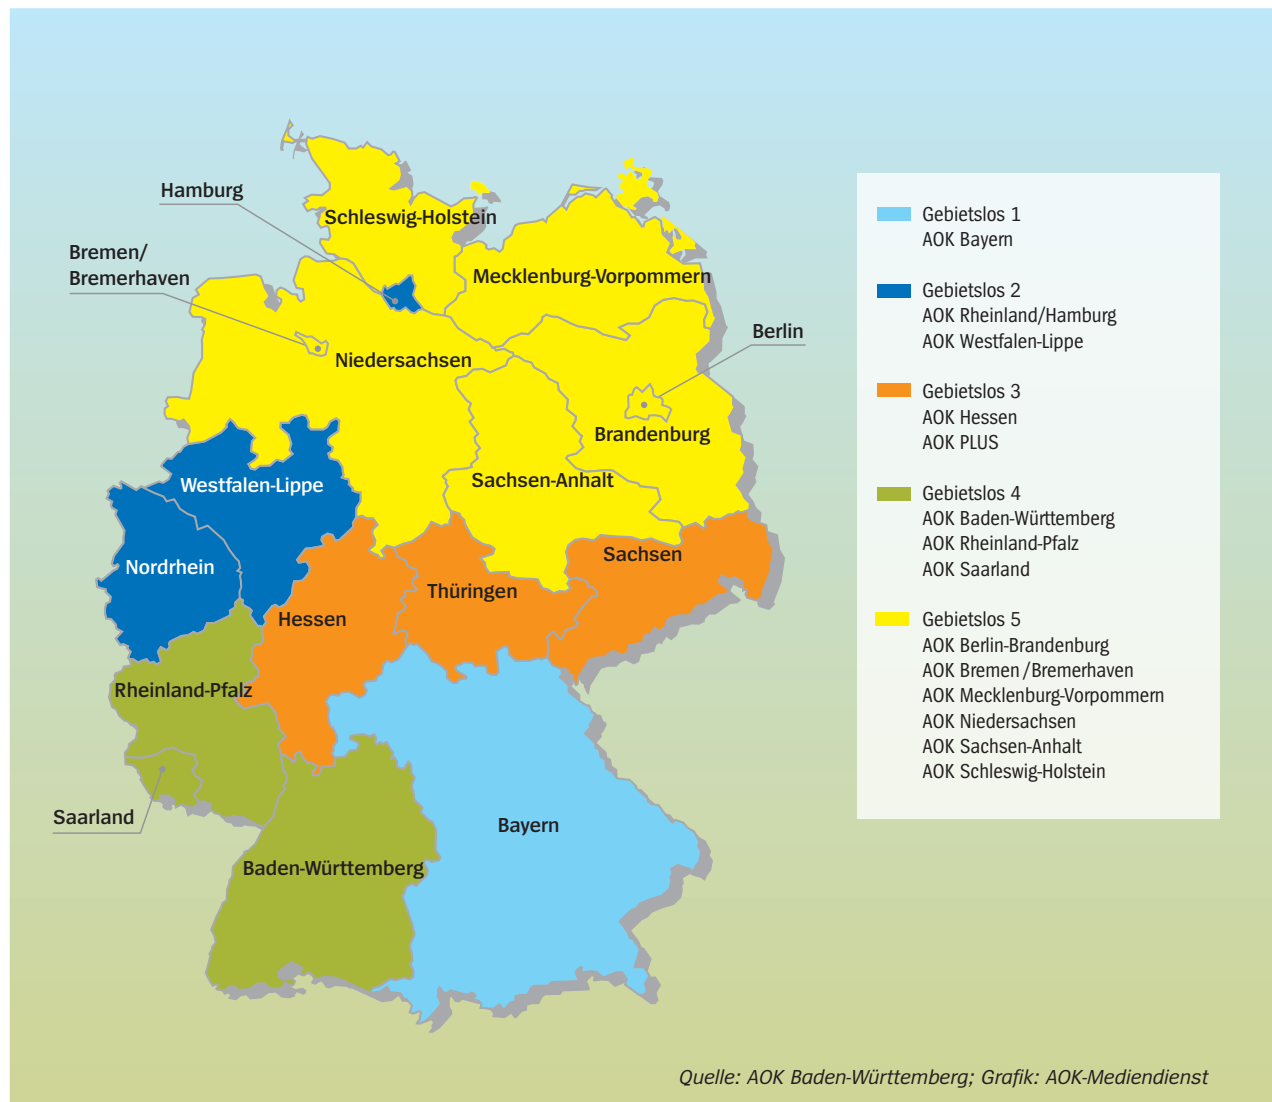 Hamburg
Schleswig-Holstein
Bremen/
Bremerhaven
Mecklenburg-Vorpommern
Berlin
Niedersachsen
Brandenburg
Sachsen-Anhalt
Westfalen-Lippe
Nordrhein
Sachsen
Thüringen
Hessen
Rheinland-Pfalz
Saarland
Bayern
Baden-Württemberg
Gebietslos 1
AOK Bayern
Gebietslos 2
AOK Rheinland/Hamburg
AOK Westfalen-Lippe
Gebietslos 3
AOK Hessen
AOK PLUS
Gebietslos 4
AOK Baden-Württemberg
AOK Rheinland-Pfalz
AOK Saarland
Gebietslos 5
AOK Berlin-Brandenburg
AOK Bremen/Bremerhaven
AOK Mecklenburg-Vorpommern
AOK Niedersachsen
AOK Sachsen-Anhalt
AOK Schleswig-Holstein
Quelle: AOK Baden-Württemberg; Grafik: AOK-Mediendienst